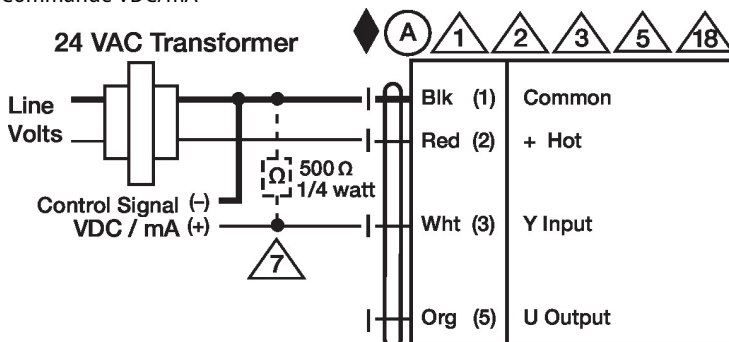 Commande VDC/mA
24 VAC Transformer
A 1 2 3 5 18
Line
Volts
Blk (1) Common
Red (2) + Hot
Ω 500 Ω
1/4 watt
Control Signal (–)
VDC / mA (+)
Wht (3) Y Input
7
Org (5) U Output